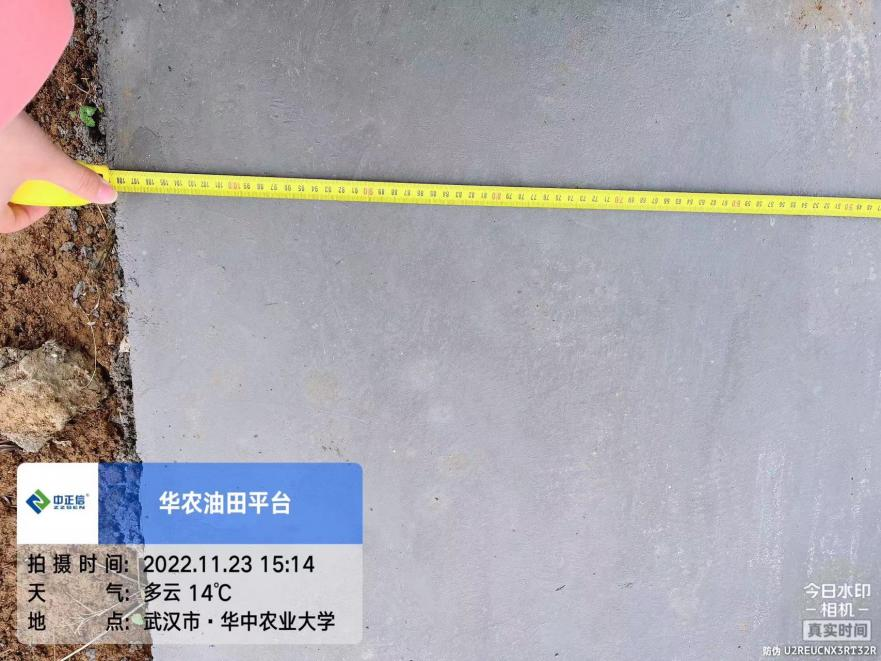 中正信®
ZZSEN
华农油田平台
拍摄时间: 2022.11.23 15:14
天气: 多云 14℃
地点: 武汉市·华中农业大学
今日水印
相机
真实时间
防伪 U2REUCNX3RT32R